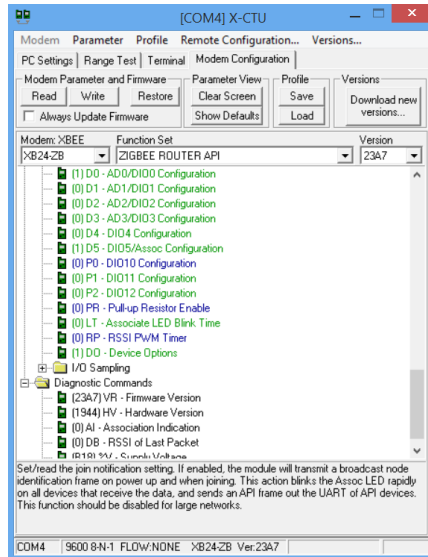 [COM4] X-CTU
Modem Parameter Profile Remote Configuration... Versions...
PC Settings Range Test Terminal Modem Configuration
Modem Parameter and Firmware Parameter View Profile Versions
Read Write Restore Clear Screen Save Download new versions...
Always Update Firmware Show Defaults Load
Modem: XBEE Function Set Version
XB24-ZB ZIGBEE ROUTER API 23A7
(1) D0 - AD0/DIO0 Configuration
(0) D1 - AD1/DIO1 Configuration
(0) D2 - AD2/DIO2 Configuration
(0) D3 - AD3/DIO3 Configuration
(0) D4 - DIO4 Configuration
(1) D5 - DIO5/Assoc Configuration
(0) P0 - DIO10 Configuration
(0) P1 - DIO11 Configuration
(0) P2 - DIO12 Configuration
(0) PR - Pull-up Resistor Enable
(0) LT - Associate LED Blink Time
(0) RP - RSSI PWM Timer
(1) DO - Device Options
I/O Sampling
Diagnostic Commands
(23A7) VR - Firmware Version
(1944) HV - Hardware Version
(0) AI - Association Indication
(0) DB - RSSI of Last Packet
(B18) %V - Supply Voltage
Set/read the join notification setting. If enabled, the module will transmit a broadcast node
identification frame on power up and when joining. This action blinks the Assoc LED rapidly
on all devices that receive the data, and sends an API frame out the UART of API devices.
This function should be disabled for large networks.
COM4 9600 8-N-1 FLOW:NONE XB24-ZB Ver:23A7